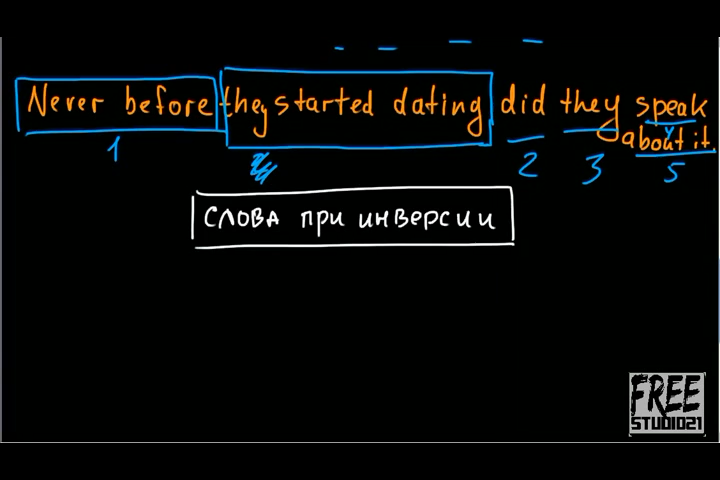 Never before they started dating did they speak
about it.
1 2 3 4 5
слова при инверсии
FREE
STUDIO21